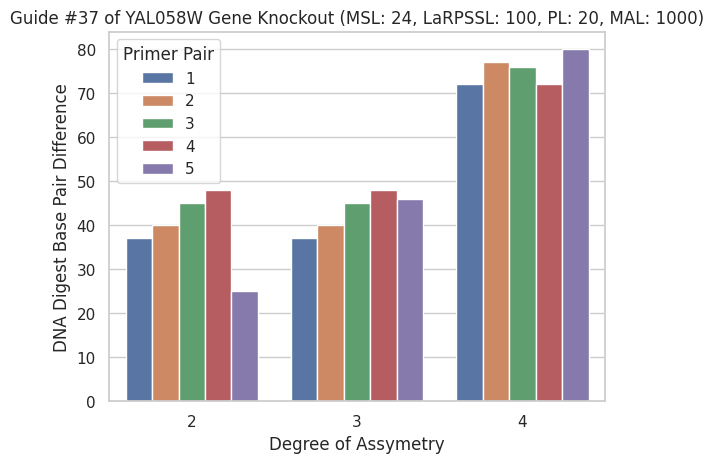 Guide #37 of YAL058W Gene Knockout (MSL: 24, LaRPSSL: 100, PL: 20, MAL: 1000)
DNA Digest Base Pair Difference
80
70
60
50
40
30
20
10
0
Primer Pair
1
2
3
4
5
2 3 4
Degree of Assymetry